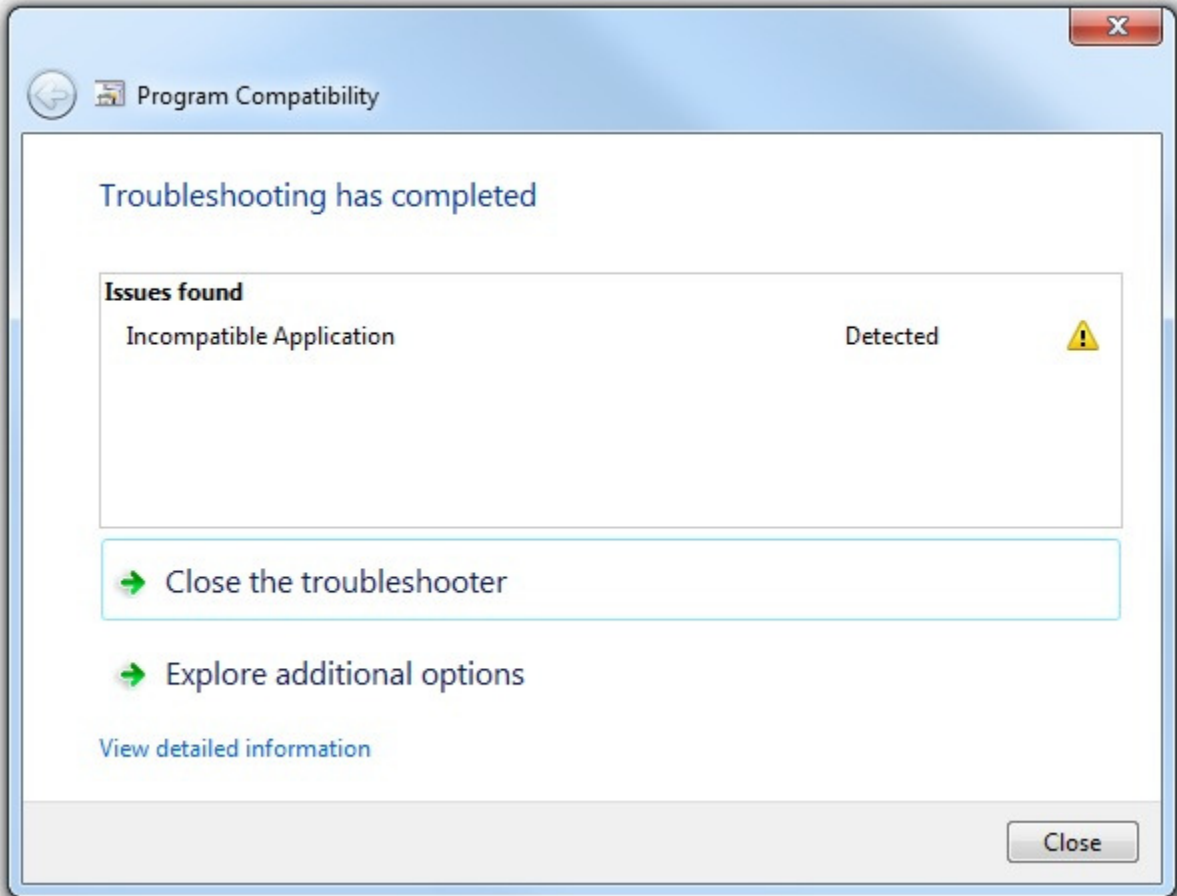 Program Compatibility
Troubleshooting has completed
Issues found
Incompatible Application Detected
Close the troubleshooter
Explore additional options
View detailed information
Close